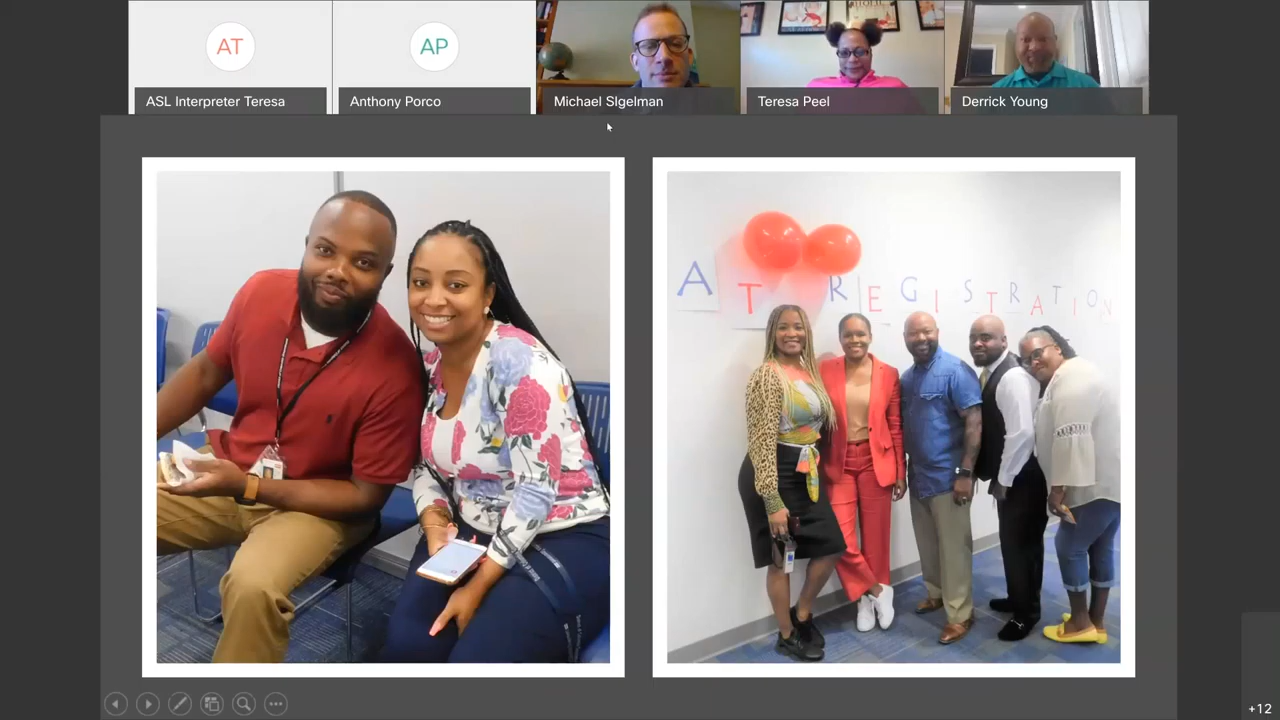 AT
AP
ASL Interpreter Teresa
Anthony Porco
Michael SIgelman
Teresa Peel
Derrick Young
AT REGISTRATION
+12